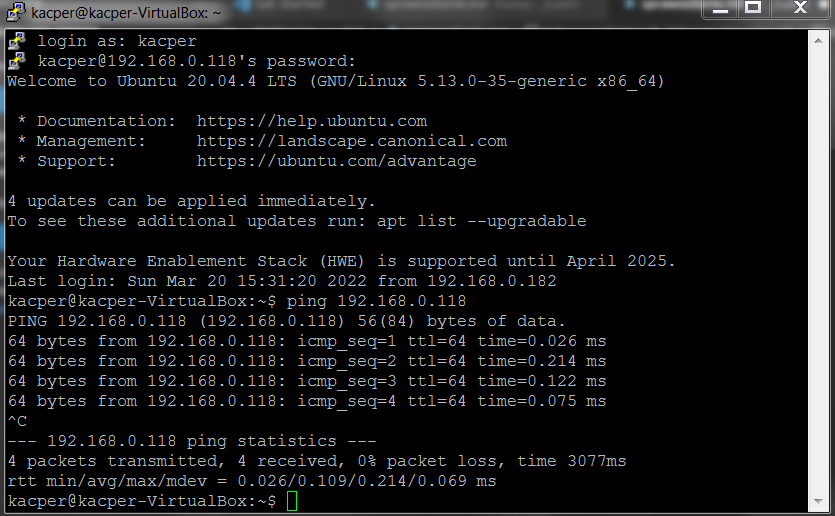 kacper@kacper-VirtualBox: ~
login as: kacper
kacper@192.168.0.118's password:
Welcome to Ubuntu 20.04.4 LTS (GNU/Linux 5.13.0-35-generic x86_64)
* Documentation:  https://help.ubuntu.com
* Management:     https://landscape.canonical.com
* Support:        https://ubuntu.com/advantage
4 updates can be applied immediately.
To see these additional updates run: apt list --upgradable
Your Hardware Enablement Stack (HWE) is supported until April 2025.
Last login: Sun Mar 20 15:31:20 2022 from 192.168.0.182
kacper@kacper-VirtualBox:~$ ping 192.168.0.118
PING 192.168.0.118 (192.168.0.118) 56(84) bytes of data.
64 bytes from 192.168.0.118: icmp_seq=1 ttl=64 time=0.026 ms
64 bytes from 192.168.0.118: icmp_seq=2 ttl=64 time=0.214 ms
64 bytes from 192.168.0.118: icmp_seq=3 ttl=64 time=0.122 ms
64 bytes from 192.168.0.118: icmp_seq=4 ttl=64 time=0.075 ms
^C
--- 192.168.0.118 ping statistics ---
4 packets transmitted, 4 received, 0% packet loss, time 3077ms
rtt min/avg/max/mdev = 0.026/0.109/0.214/0.069 ms
kacper@kacper-VirtualBox:~$